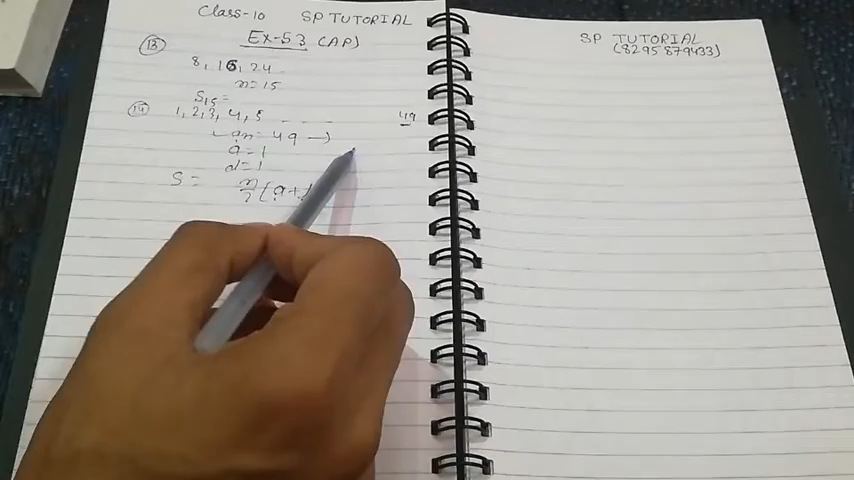 Class-10 SP TUTORIAL
Ex-5.3 (AP)
(13) 8, 16, 24 ..
n=15
S15=
(14) 1, 2, 3, 4, 5 - - - - - 49
an = 49
a = 1
d = 1
S = n/2 [a+
SP TUTORIAL
(8295879433)